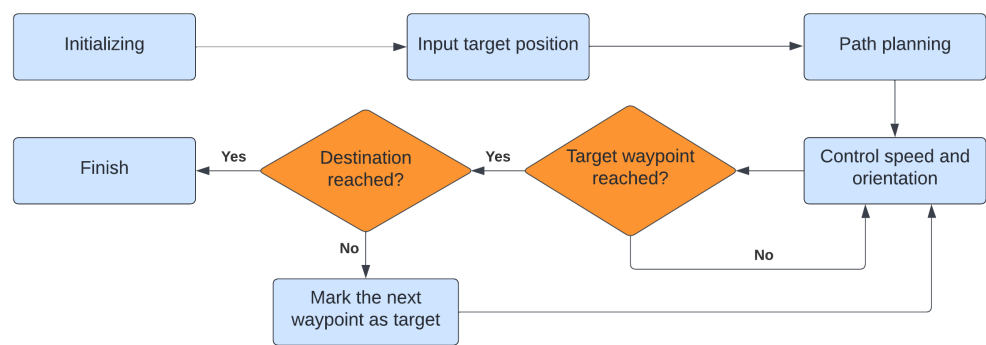 Initializing
Input target position
Path planning
Finish
Yes
Destination
reached?
Yes
Target waypoint
reached?
Control speed and
orientation
No
No
Mark the next
waypoint as target